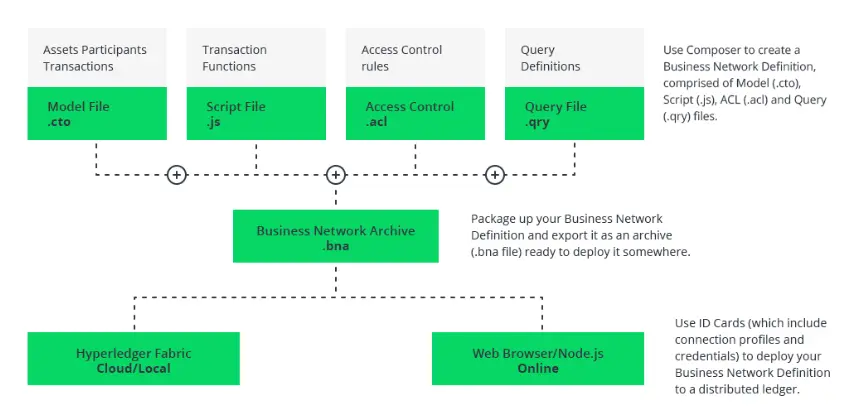 Assets Participants
Transactions
Transaction
Functions
Access Control
rules
Query
Definitions
Model File
.cto
Script File
.js
Access Control
.acl
Query File
.qry
Use Composer to create a
Business Network Definition,
comprised of Model (.cto),
Script (.js), ACL (.acl) and Query
(.qry) files.
Business Network Archive
.bna
Package up your Business Network
Definition and export it as an archive
(.bna file) ready to deploy it somewhere.
Hyperledger Fabric
Cloud/Local
Web Browser/Node.js
Online
Use ID Cards (which include
connection profiles and
credentials) to deploy your
Business Network Definition
to a distributed ledger.